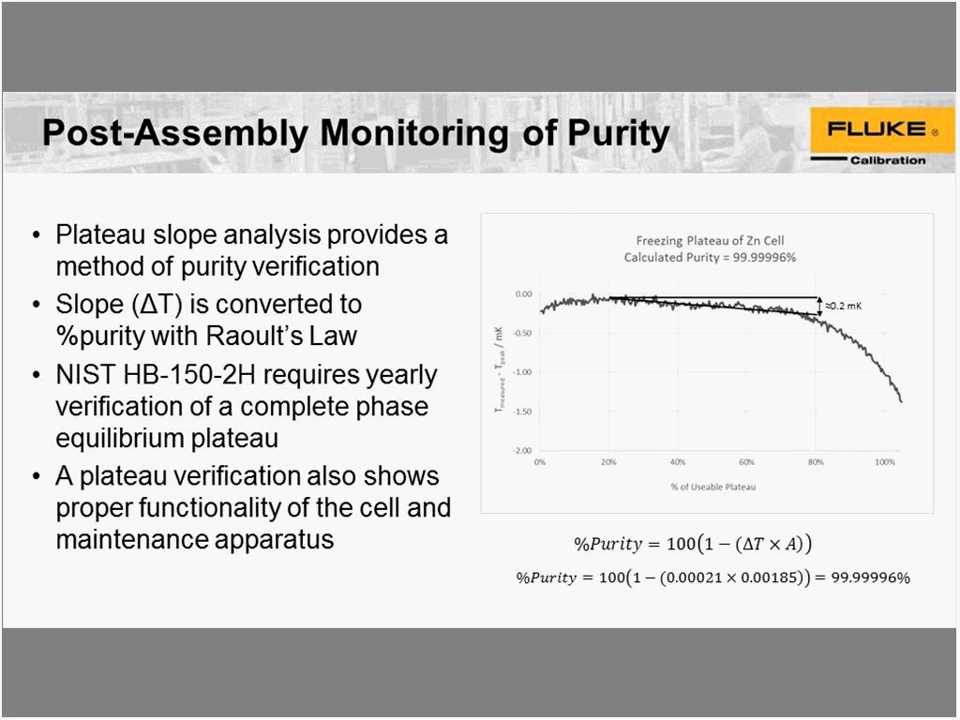 Post-Assembly Monitoring of Purity
FLUKE ®
Calibration
• Plateau slope analysis provides a
method of purity verification
• Slope (ΔT) is converted to
%purity with Raoult's Law
• NIST HB-150-2H requires yearly
verification of a complete phase
equilibrium plateau
• A plateau verification also shows
proper functionality of the cell and
maintenance apparatus
Freezing Plateau of Zn Cell
Calculated Purity = 99.99996%
0.00
-0.50
-1.00
-1.50
-2.00
T measured - T peak / mK
≈0.2 mK
0% 20% 40% 60% 80% 100%
% of Useable Plateau
%Purity = 100(1 − (ΔT × A))
%Purity = 100(1 − (0.00021 × 0.00185)) = 99.99996%